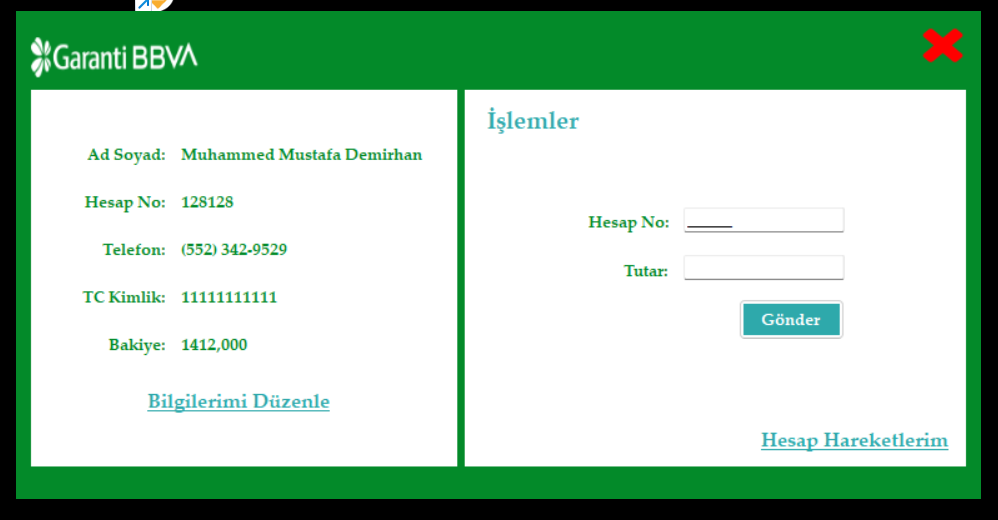 Garanti BBVA
Ad Soyad: Muhammed Mustafa Demirhan
Hesap No: 128128
Telefon: (552) 342-9529
TC Kimlik: 11111111111
Bakiye: 1412,000
Bilgilerimi Düzenle
İşlemler
Hesap No: ______
Tutar:
Gönder
Hesap Hareketlerim